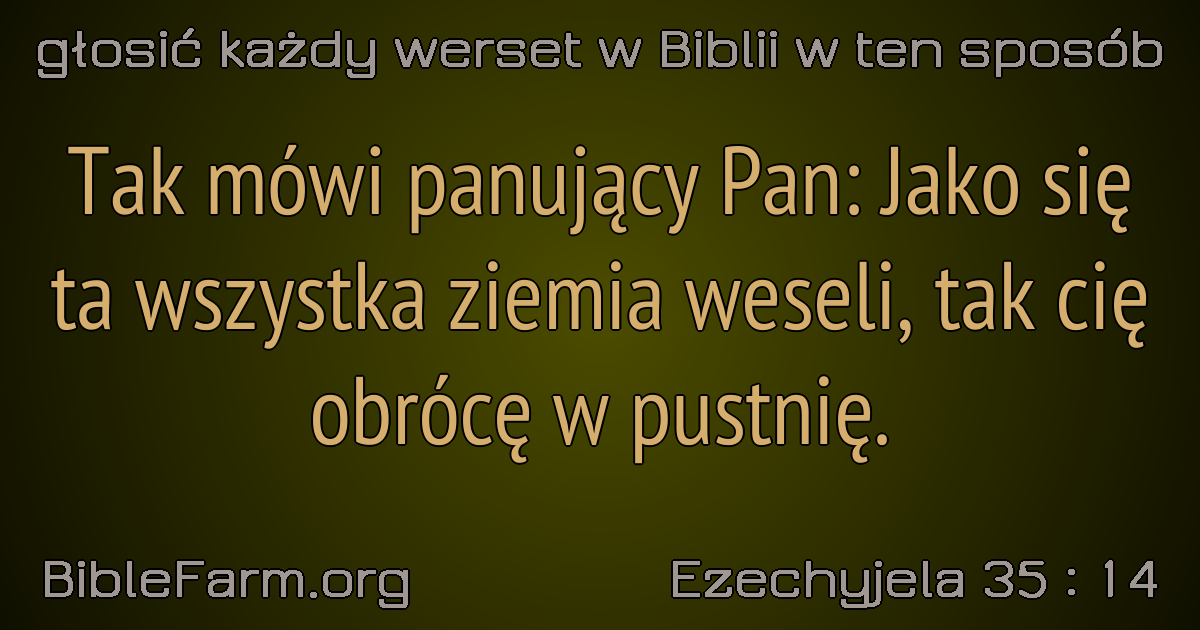 głosić każdy werset w Biblii w ten sposób
Tak mówi panujący Pan: Jako się
ta wszystka ziemia weseli, tak cię
obrócę w pustnię.
BibleFarm.org
Ezechyjela 35 : 14